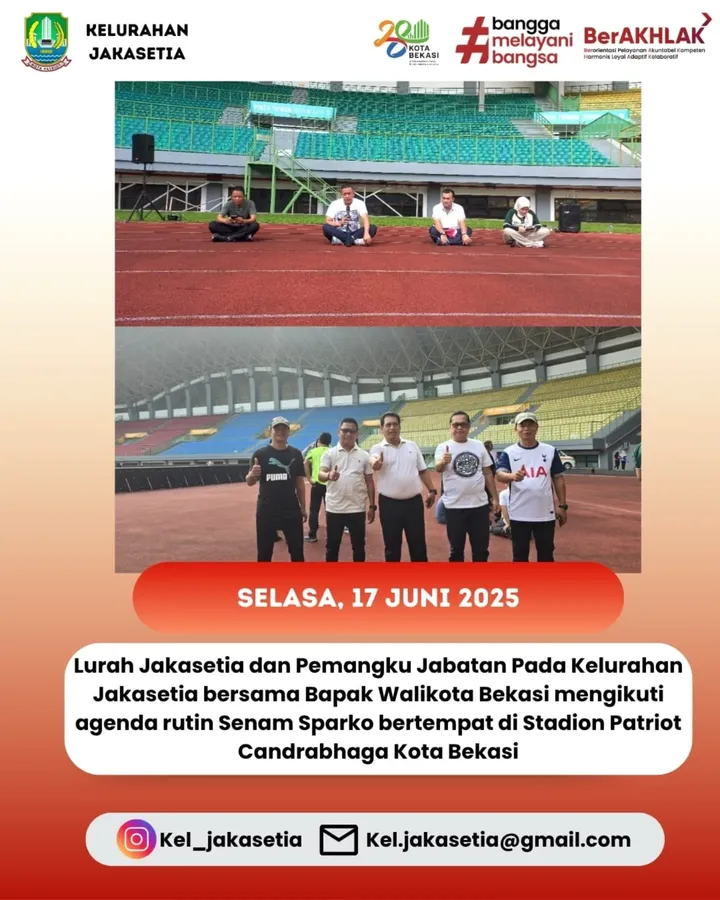 KELURAHAN
JAKASETIA
28
KOTA
BEKASI
#bangga
melayani
bangsa
BerAKHLAK
Berorientasi Pelayanan Akuntabel Kompeten
Harmonis Loyal Adaptif Kolaboratif
PUMA
AIA
SELASA, 17 JUNI 2025
Lurah Jakasetia dan Pemangku Jabatan Pada Kelurahan
Jakasetia bersama Bapak Walikota Bekasi mengikuti
agenda rutin Senam Sparko bertempat di Stadion Patriot
Candrabhaga Kota Bekasi
Kel_jakasetia
Kel.jakasetia@gmail.com